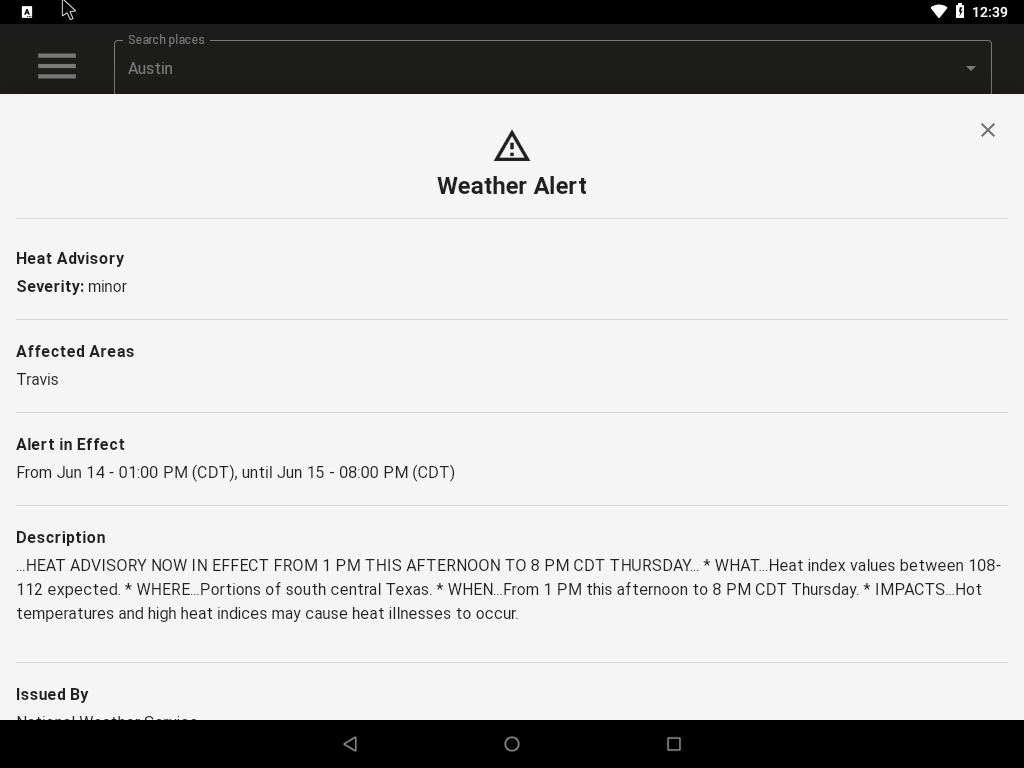 12:39
Search places
Austin
Weather Alert
Heat Advisory
Severity: minor
Affected Areas
Travis
Alert in Effect
From Jun 14 - 01:00 PM (CDT), until Jun 15 - 08:00 PM (CDT)
Description
...HEAT ADVISORY NOW IN EFFECT FROM 1 PM THIS AFTERNOON TO 8 PM CDT THURSDAY... * WHAT...Heat index values between 108-
112 expected. * WHERE...Portions of south central Texas. * WHEN...From 1 PM this afternoon to 8 PM CDT Thursday. * IMPACTS...Hot
temperatures and high heat indices may cause heat illnesses to occur.
Issued By
National Weather Service